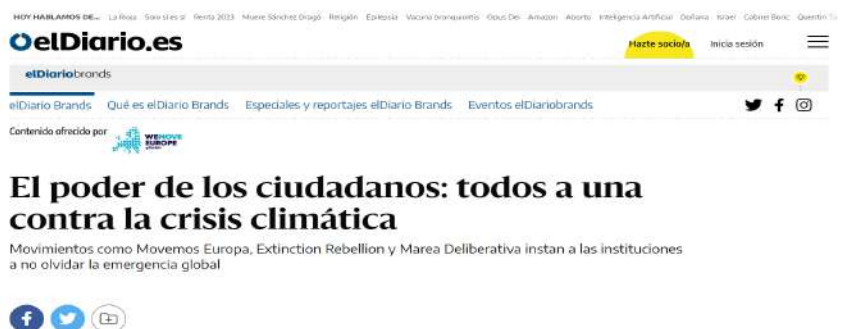 HOY HABLAMOS DE... La Rosa Solo sí es sí Renta 2023 Muere Sánchez Dragó Religión Epilepsia Vacuna bronquiolitis Opus Dei Amazon Aborto Inteligencia Artificial Doñana Israel Gabriel Boric Quentin
elDiario.es
Hazte socio/a Inicia sesión
elDiariobrands
elDiario Brands Qué es elDiario Brands Especiales y reportajes elDiario Brands Eventos elDiariobrands
Contenido ofrecido por WEMOVE EUROPE
El poder de los ciudadanos: todos a una
contra la crisis climática
Movimientos como Movemos Europa, Extinction Rebellion y Marea Deliberativa instan a las instituciones
a no olvidar la emergencia global